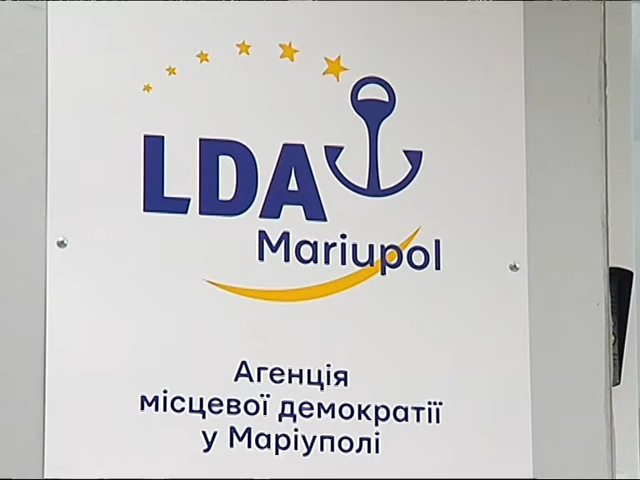 LDA
Mariupol
Агенція
місцевої демократії
у Маріуполі